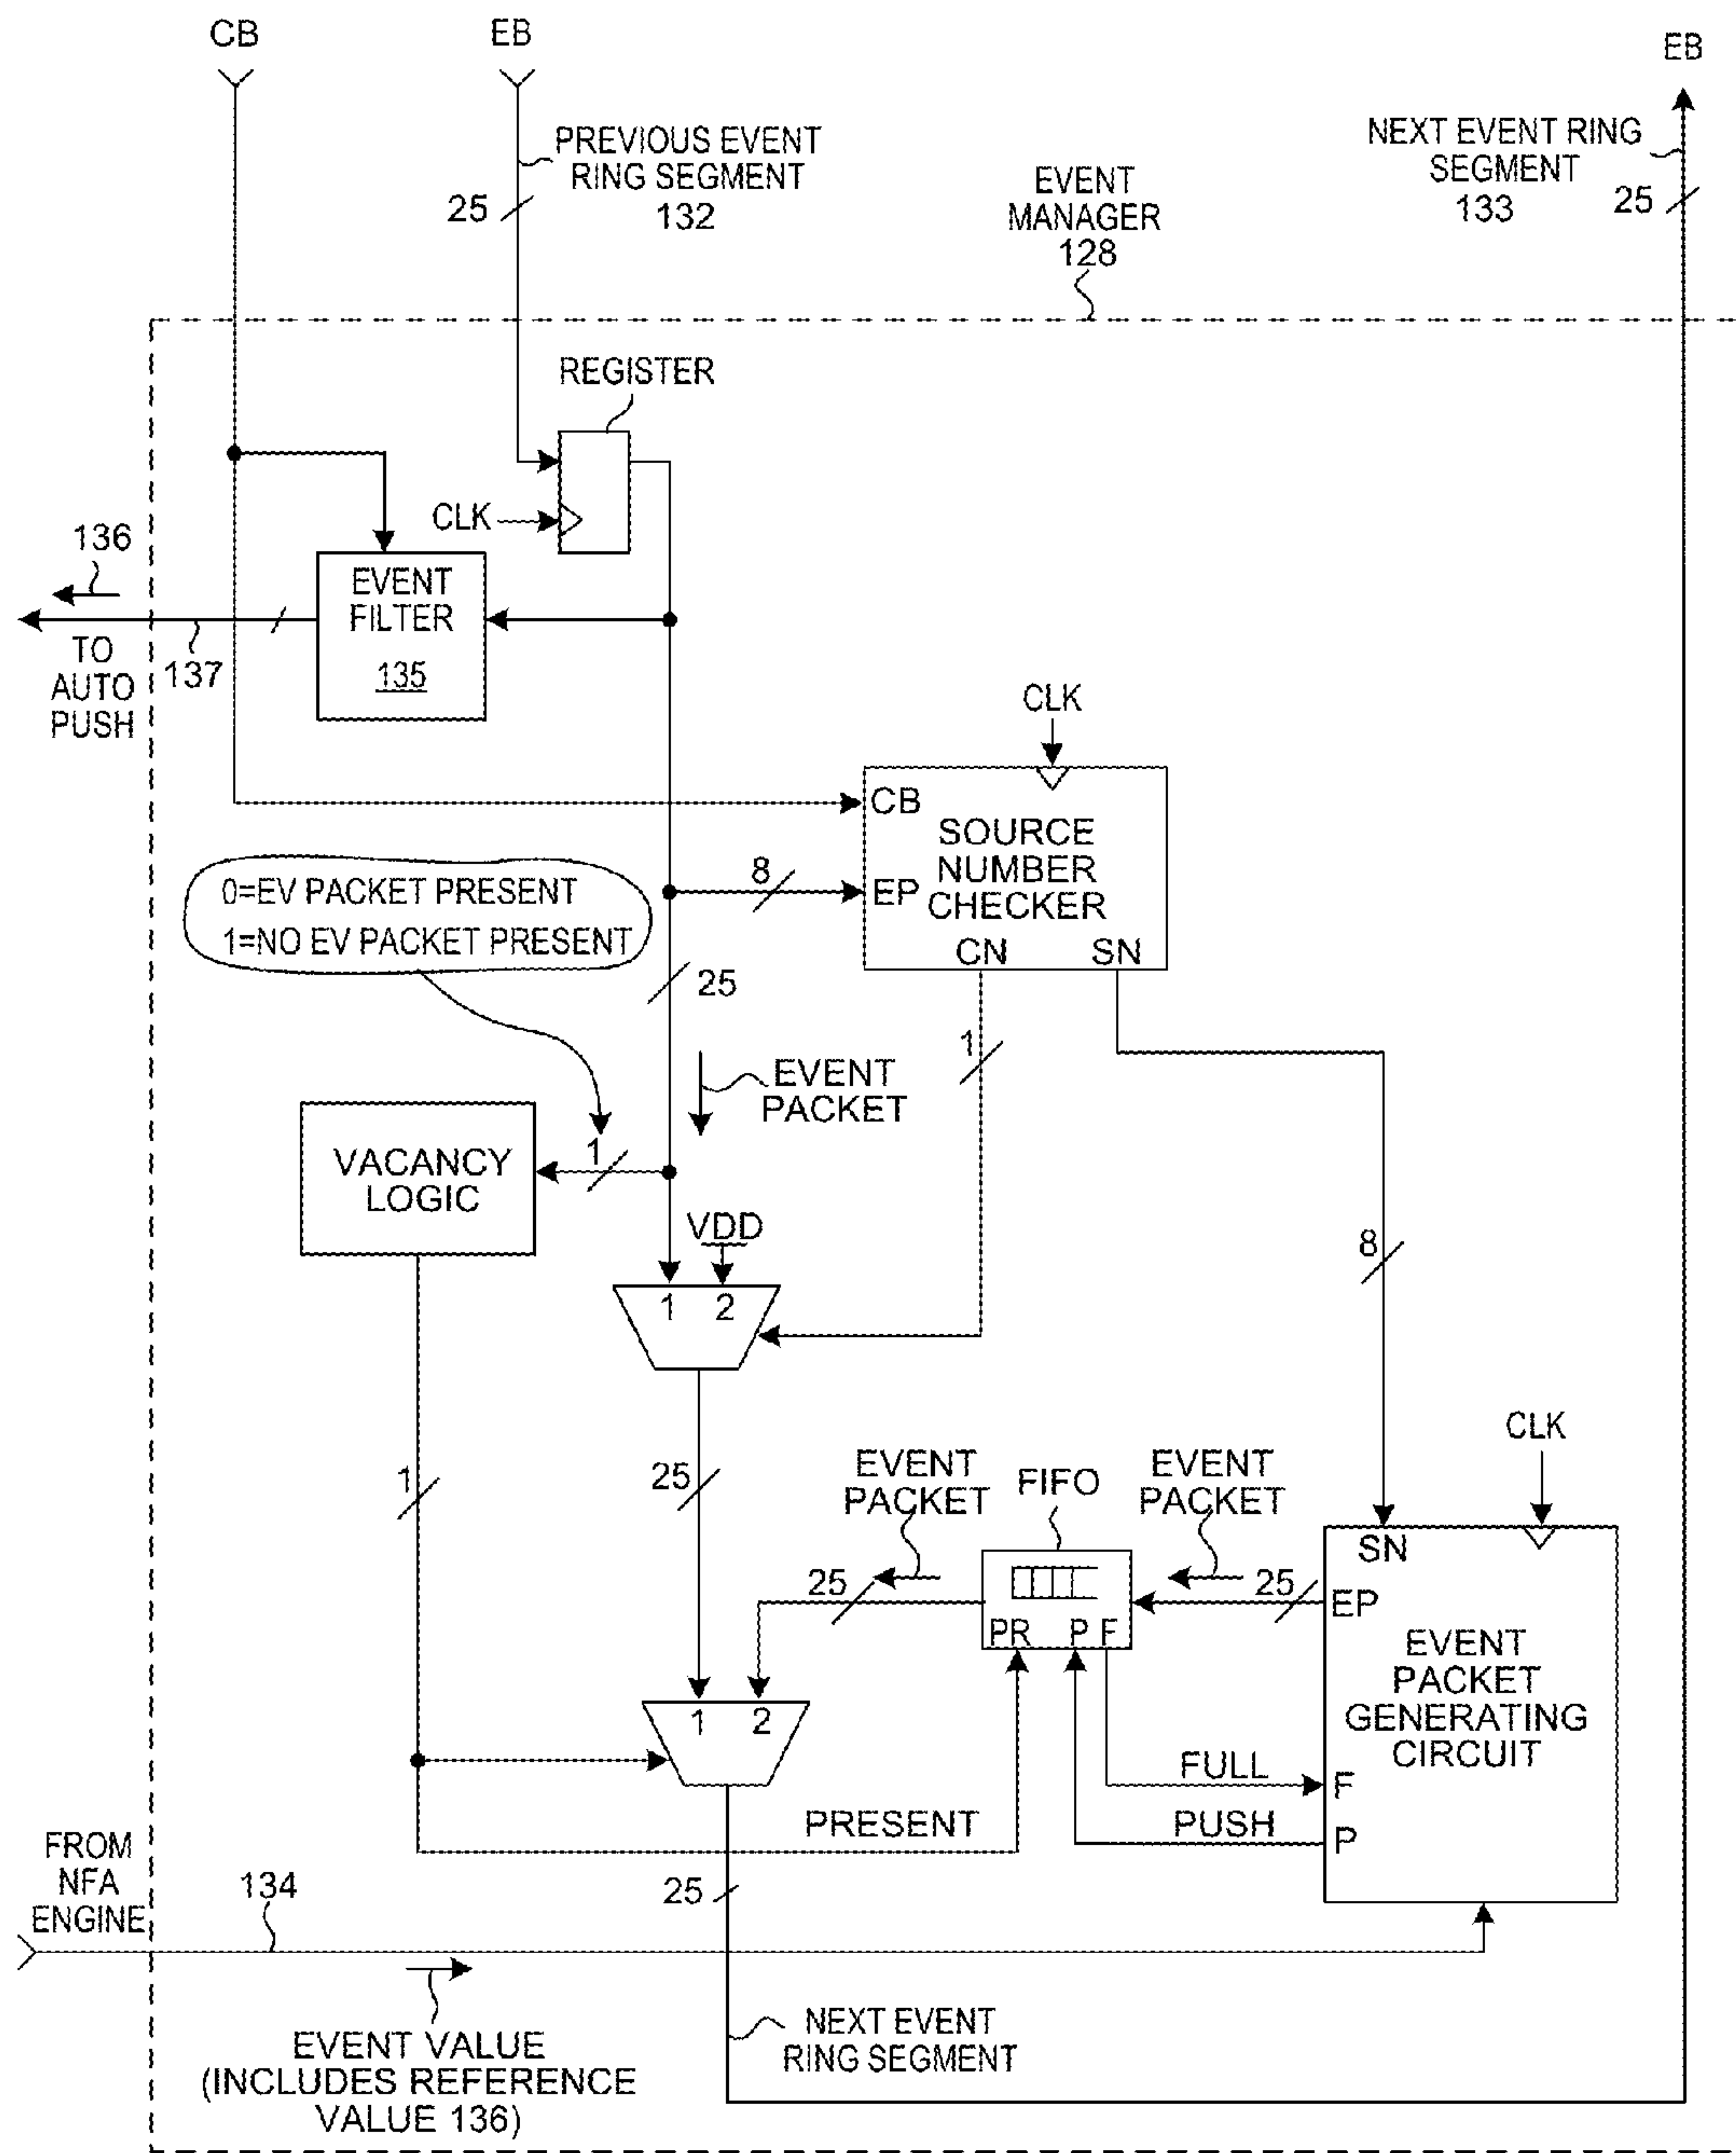 CB
EB
EB
PREVIOUS EVENT
RING SEGMENT
132
25
EVENT
MANAGER
128
NEXT EVENT RING
SEGMENT
133
25
REGISTER
CLK
136
TO
AUTO
PUSH
137
EVENT
FILTER
135
CLK
CB
SOURCE
NUMBER
CHECKER
EP
CN
SN
8
0=EV PACKET PRESENT
1=NO EV PACKET PRESENT
25
1
EVENT
PACKET
VACANCY
LOGIC
1
VDD
1 2
8
1
25
EVENT
PACKET
FIFO
EVENT
PACKET
CLK
25
PR P F
25
SN
EP
EVENT
PACKET
GENERATING
CIRCUIT
F
P
1 2
FULL
PRESENT
PUSH
25
FROM
NFA
ENGINE
134
EVENT VALUE
(INCLUDES REFERENCE
VALUE 136)
NEXT EVENT
RING SEGMENT